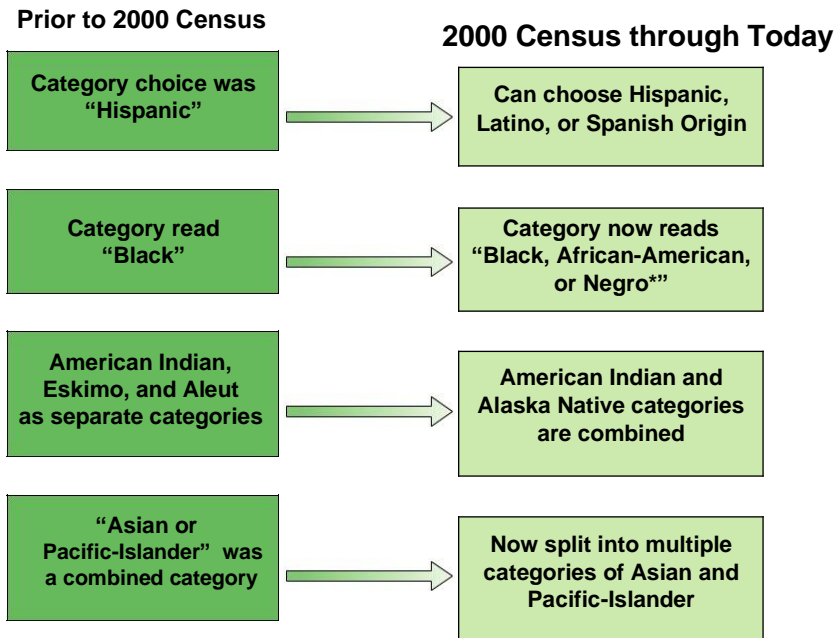 Prior to 2000 Census
2000 Census through Today
Category choice was
“Hispanic”
Can choose Hispanic,
Latino, or Spanish Origin
Category read
“Black”
Category now reads
“Black, African-American,
or Negro*”
American Indian,
Eskimo, and Aleut
as separate categories
American Indian and
Alaska Native categories
are combined
“Asian or
Pacific-Islander” was
a combined category
Now split into multiple
categories of Asian and
Pacific-Islander